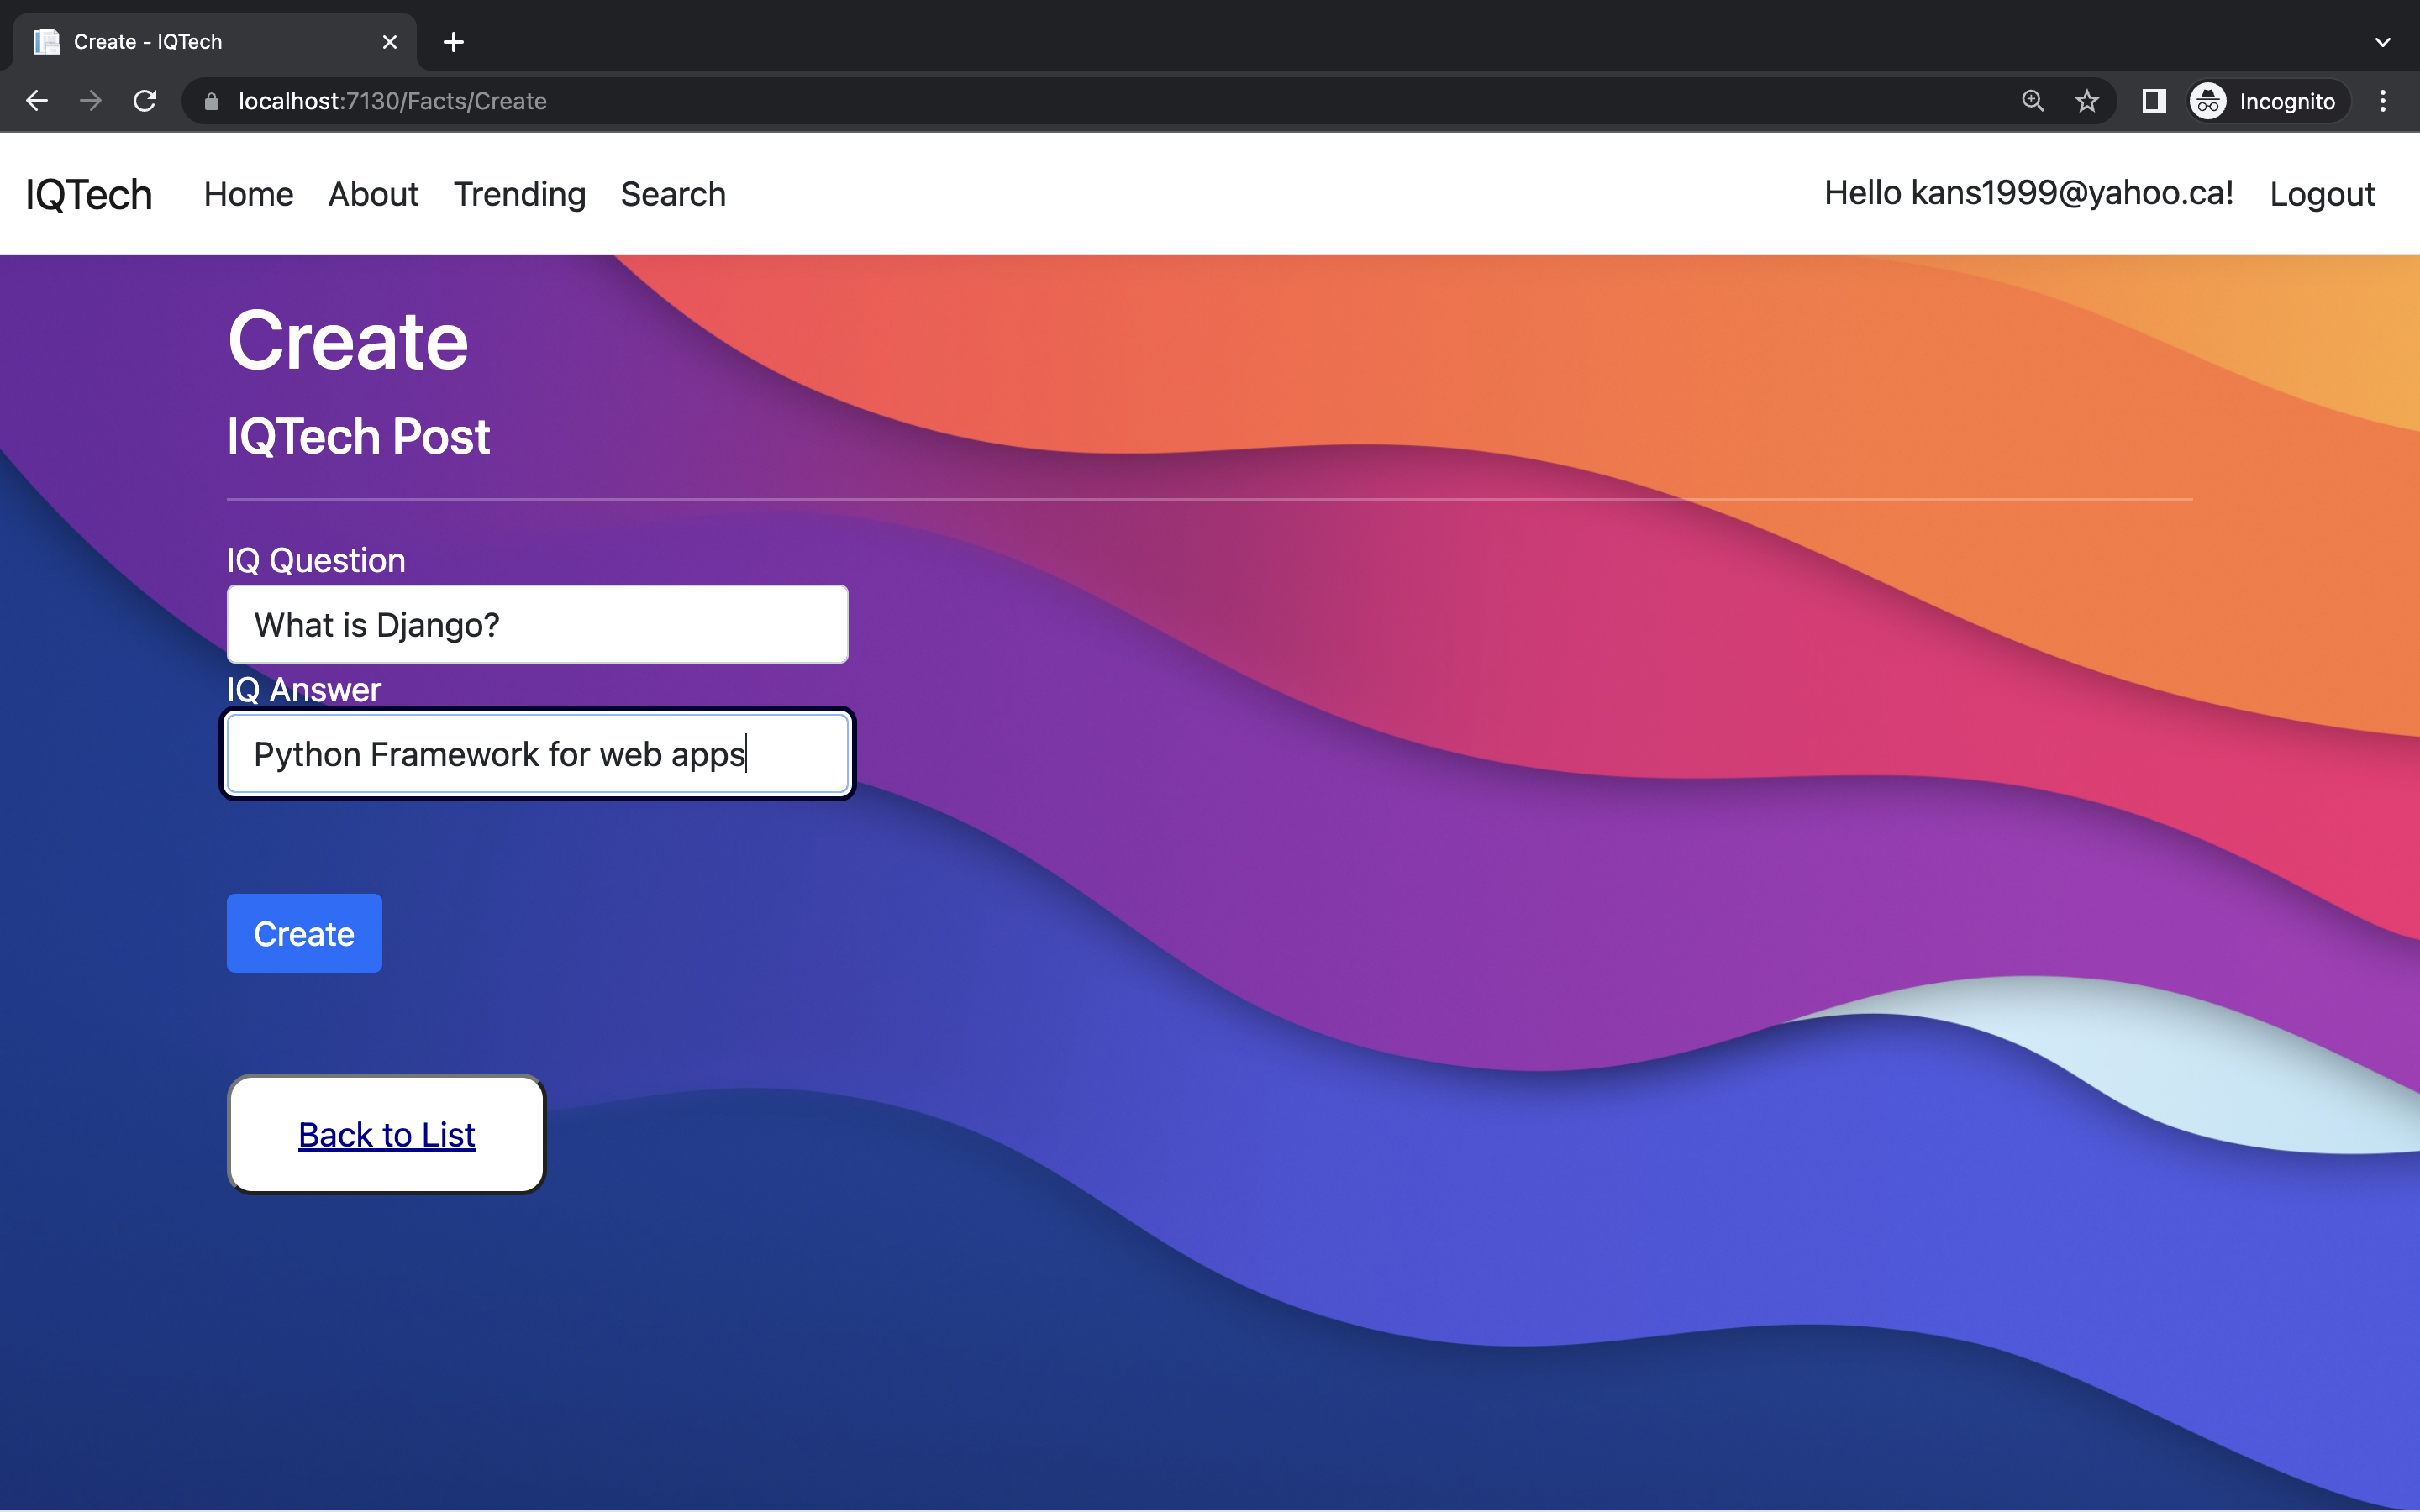 Create - IQTech
localhost:7130/Facts/Create
Incognito
IQTech Home About Trending Search Hello kans1999@yahoo.ca! Logout
Create
IQTech Post
IQ Question
What is Django?
IQ Answer
Python Framework for web apps
Create
Back to List